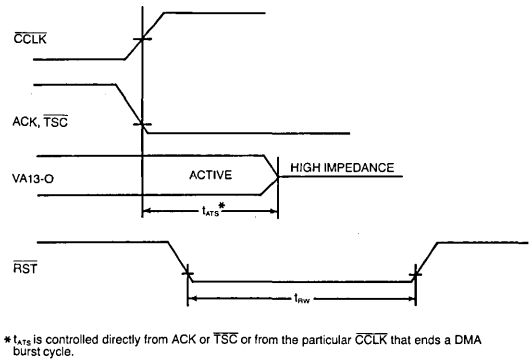 CCLK
ACK, TSC
VA13-O
ACTIVE
HIGH IMPEDANCE
tATS*
RST
tRW
* tATS is controlled directly from ACK or TSC or from the particular CCLK that ends a DMA
burst cycle.